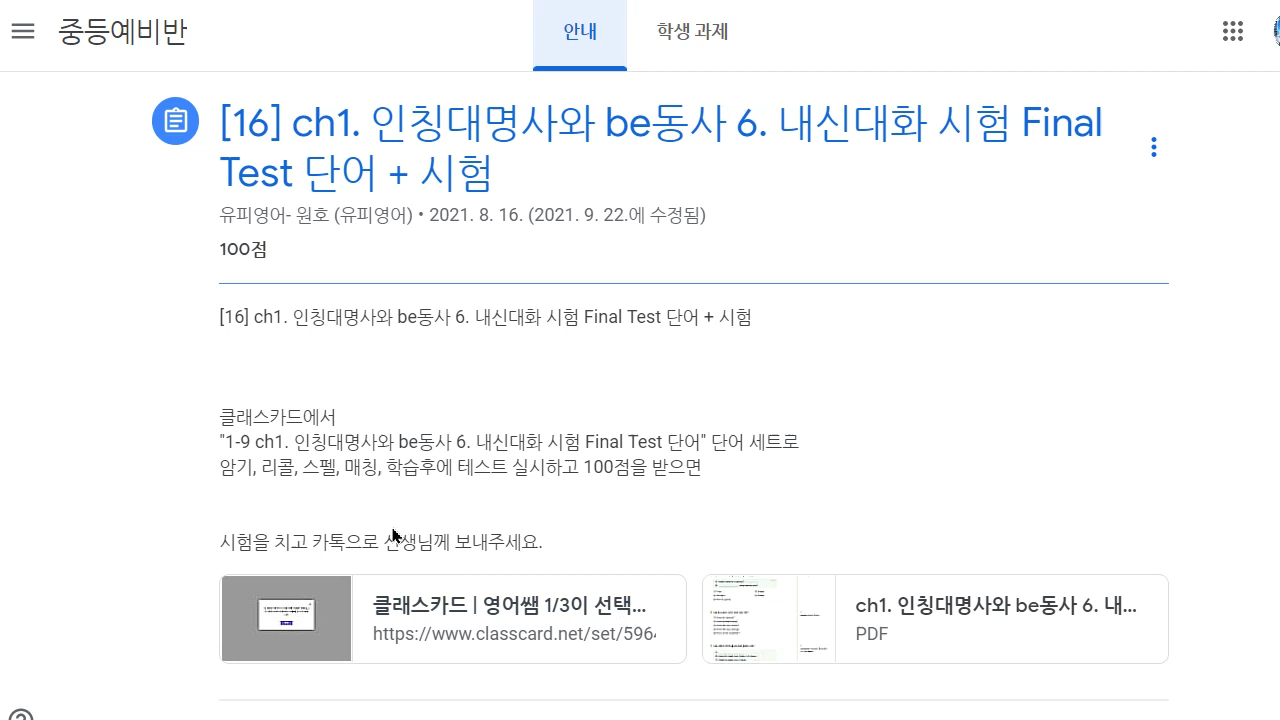 중등예비반
안내
학생 과제
[16] ch1. 인칭대명사와 be동사 6. 내신대화 시험 Final
Test 단어 + 시험
유피영어- 원호 (유피영어) • 2021. 8. 16. (2021. 9. 22.에 수정됨)
100점
[16] ch1. 인칭대명사와 be동사 6. 내신대화 시험 Final Test 단어 + 시험
클래스카드에서
"1-9 ch1. 인칭대명사와 be동사 6. 내신대화 시험 Final Test 단어" 단어 세트로
암기, 리콜, 스펠, 매칭, 학습후에 테스트 실시하고 100점을 받으면
시험을 치고 카톡으로 선생님께 보내주세요.
클래스카드 | 영어쌤 1/3이 선택...
https://www.classcard.net/set/596
ch1. 인칭대명사와 be동사 6. 내...
PDF